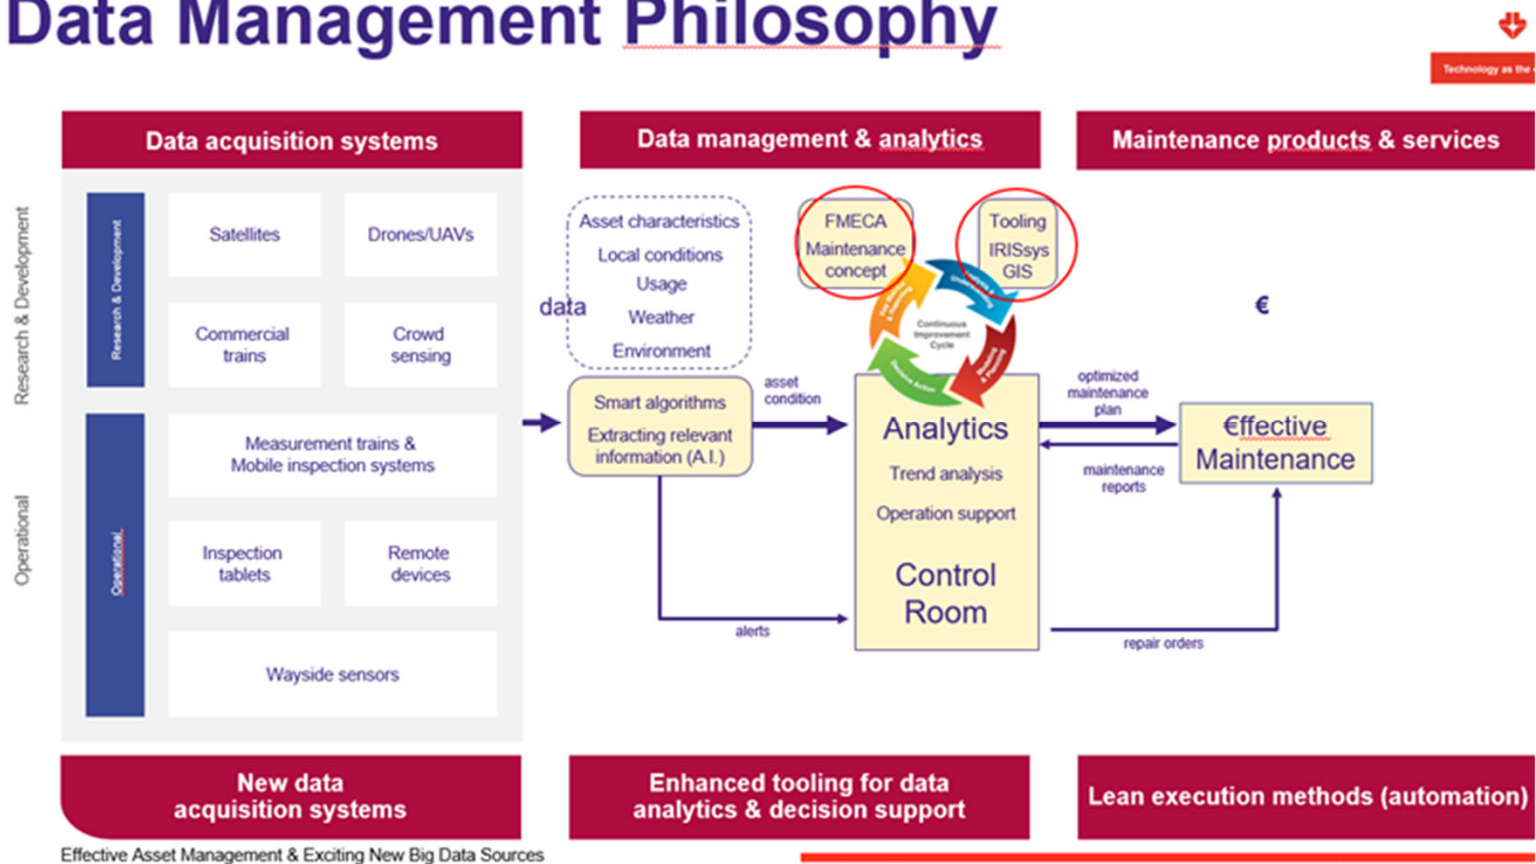 Data Management Philosophy
Technology as the
Data acquisition systems
Data management & analytics
Maintenance products & services
Research & Development
Operational
Research & Development
Operational
Satellites
Drones/UAVs
Commercial
trains
Crowd
sensing
Measurement trains &
Mobile inspection systems
Inspection
tablets
Remote
devices
Wayside sensors
data
Asset characteristics
Local conditions
Usage
Weather
Environment
Smart algorithms
Extracting relevant
information (A.I.)
asset
condition
alerts
FMECA
Maintenance
concept
Tooling
IRISsys
GIS
Continuous
Improvement
Cycle
Analytics
Trend analysis
Operation support
Control
Room
optimized
maintenance
plan
maintenance
reports
repair orders
€
€ffective
Maintenance
New data
acquisition systems
Enhanced tooling for data
analytics & decision support
Lean execution methods (automation)
Effective Asset Management & Exciting New Big Data Sources